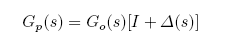 G_p(s) = G_o(s)[I + Δ(s)]